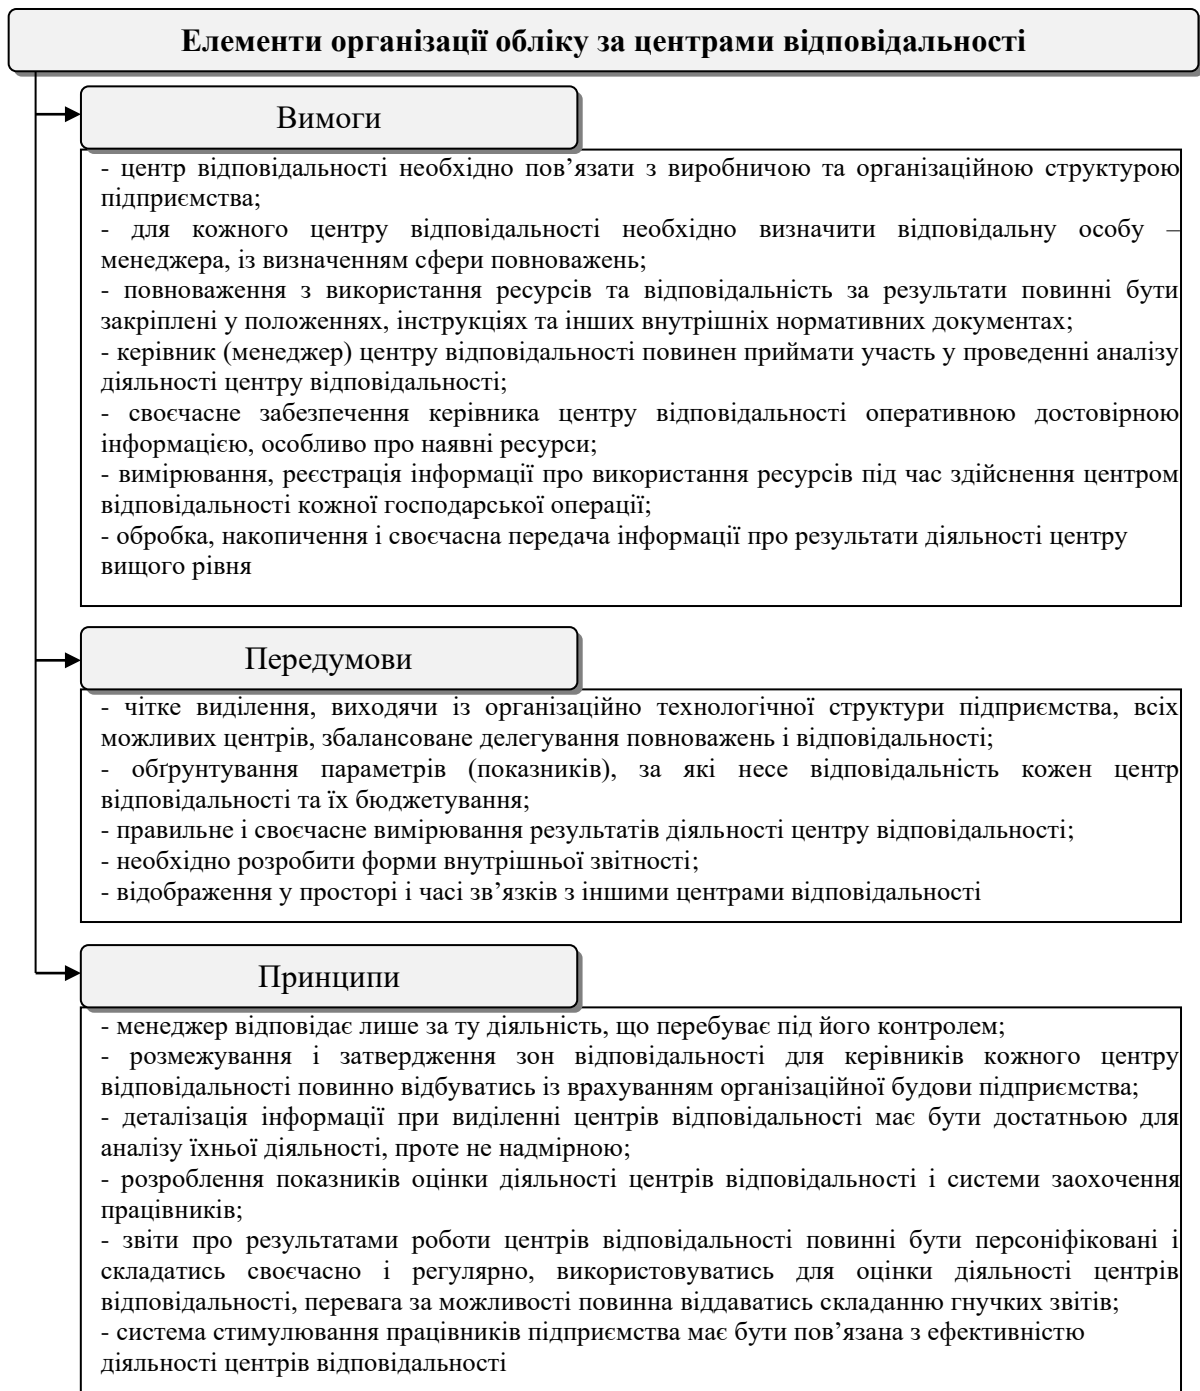 Елементи організації обліку за центрами відповідальності
Вимоги
- центр відповідальності необхідно пов’язати з виробничою та організаційною структурою
підприємства;
- для кожного центру відповідальності необхідно визначити відповідальну особу –
менеджера, із визначенням сфери повноважень;
- повноваження з використання ресурсів та відповідальність за результати повинні бути
закріплені у положеннях, інструкціях та інших внутрішніх нормативних документах;
- керівник (менеджер) центру відповідальності повинен приймати участь у проведенні аналізу
діяльності центру відповідальності;
- своєчасне забезпечення керівника центру відповідальності оперативною достовірною
інформацією, особливо про наявні ресурси;
- вимірювання, реєстрація інформації про використання ресурсів під час здійснення центром
відповідальності кожної господарської операції;
- обробка, накопичення і своєчасна передача інформації про результати діяльності центру
вищого рівня
Передумови
- чітке виділення, виходячи із організаційно технологічної структури підприємства, всіх
можливих центрів, збалансоване делегування повноважень і відповідальності;
- обґрунтування параметрів (показників), за які несе відповідальність кожен центр
відповідальності та їх бюджетування;
- правильне і своєчасне вимірювання результатів діяльності центру відповідальності;
- необхідно розробити форми внутрішньої звітності;
- відображення у просторі і часі зв’язків з іншими центрами відповідальності
Принципи
- менеджер відповідає лише за ту діяльність, що перебуває під його контролем;
- розмежування і затвердження зон відповідальності для керівників кожного центру
відповідальності повинно відбуватись із врахуванням організаційної будови підприємства;
- деталізація інформації при виділенні центрів відповідальності має бути достатньою для
аналізу їхньої діяльності, проте не надмірною;
- розроблення показників оцінки діяльності центрів відповідальності і системи заохочення
працівників;
- звіти про результатами роботи центрів відповідальності повинні бути персоніфіковані і
складатись своєчасно і регулярно, використовуватись для оцінки діяльності центрів
відповідальності, перевага за можливості повинна віддаватись складанню гнучких звітів;
- система стимулювання працівників підприємства має бути пов’язана з ефективністю
діяльності центрів відповідальності